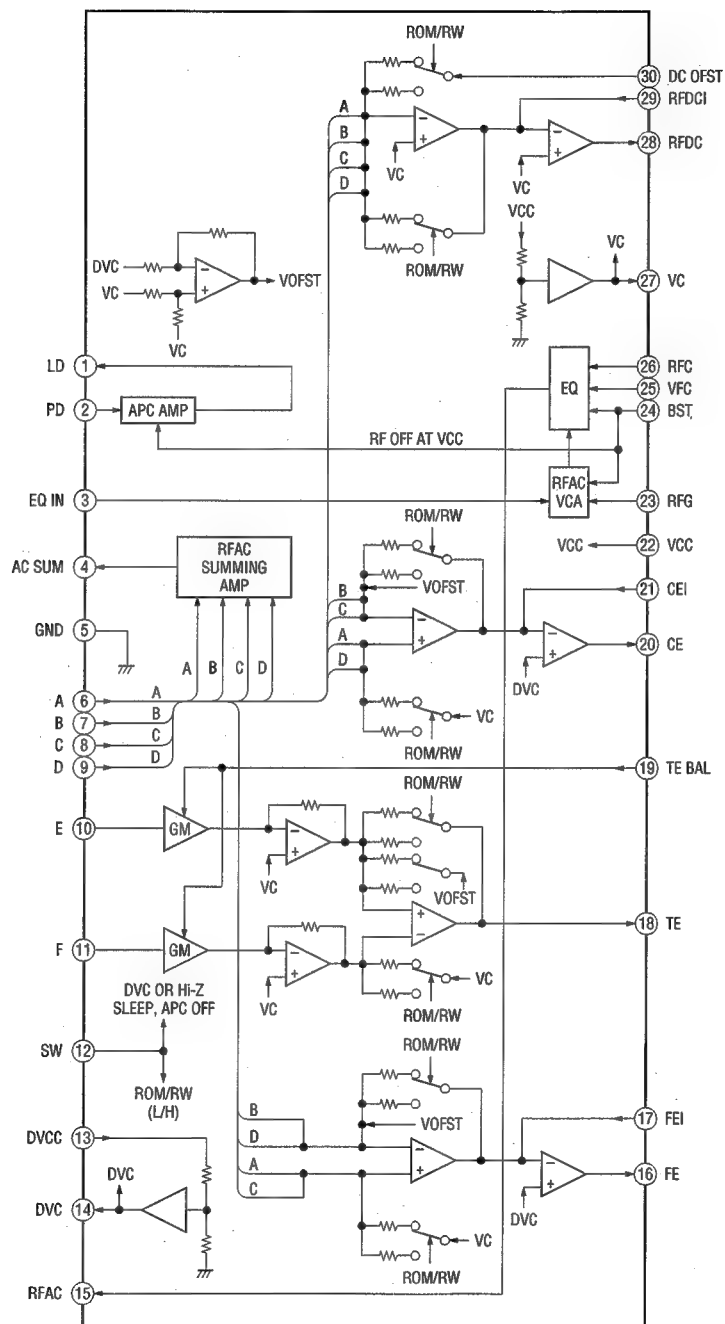 ROM/RW
30 DC OFST
29 RFDCI
A
B
C
D
VC
28 RFDC
VC
VCC
ROM/RW
DVC
VC
VOFST
VC
VC
27 VC
LD 1
PD 2
APC AMP
EQ
26 RFC
25 VFC
24 BST
RF OFF AT VCC
EQ IN 3
RFAC
VCA
23 RFG
ROM/RW
VCC
22 VCC
AC SUM 4
RFAC
SUMMING
AMP
B
C
A
D
VOFST
21 CEI
20 CE
DVC
GND 5
A
B
C
D
VC
ROM/RW
A 6 A
B 7 B
C 8 C
D 9 D
19 TE BAL
ROM/RW
E 10
GM
VC
VOFST
18 TE
F 11
GM
VC
VC
ROM/RW
DVC OR Hi-Z
SLEEP, APC OFF
SW 12
ROM/RW
(L/H)
ROM/RW
B
D
A
C
VOFST
17 FEI
16 FE
DVC
DVCC 13
DVC
DVC 14
VC
ROM/RW
RFAC 15